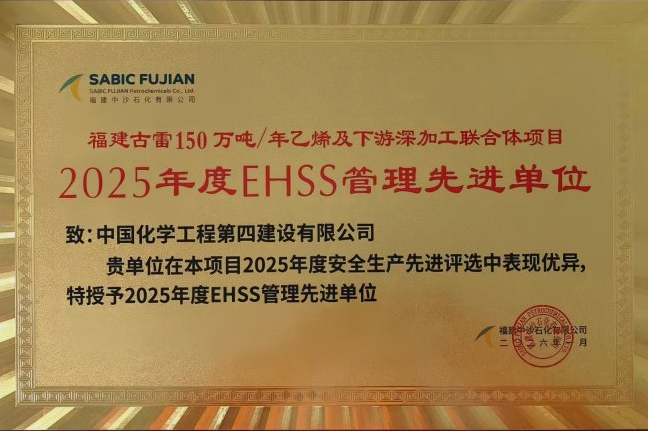 SABIC FUJIAN
SABIC FUJIAN Petrochemicals Co., Ltd.
福建中沙石化有限公司
福建古雷150万吨/年乙烯及下游深加工联合体项目
2025年度EHSS管理先进单位
致:中国化学工程第四建设有限公司
贵单位在本项目2025年度安全生产先进评选中表现优异,
特授予2025年度EHSS管理先进单位
福建中沙石化有限公司